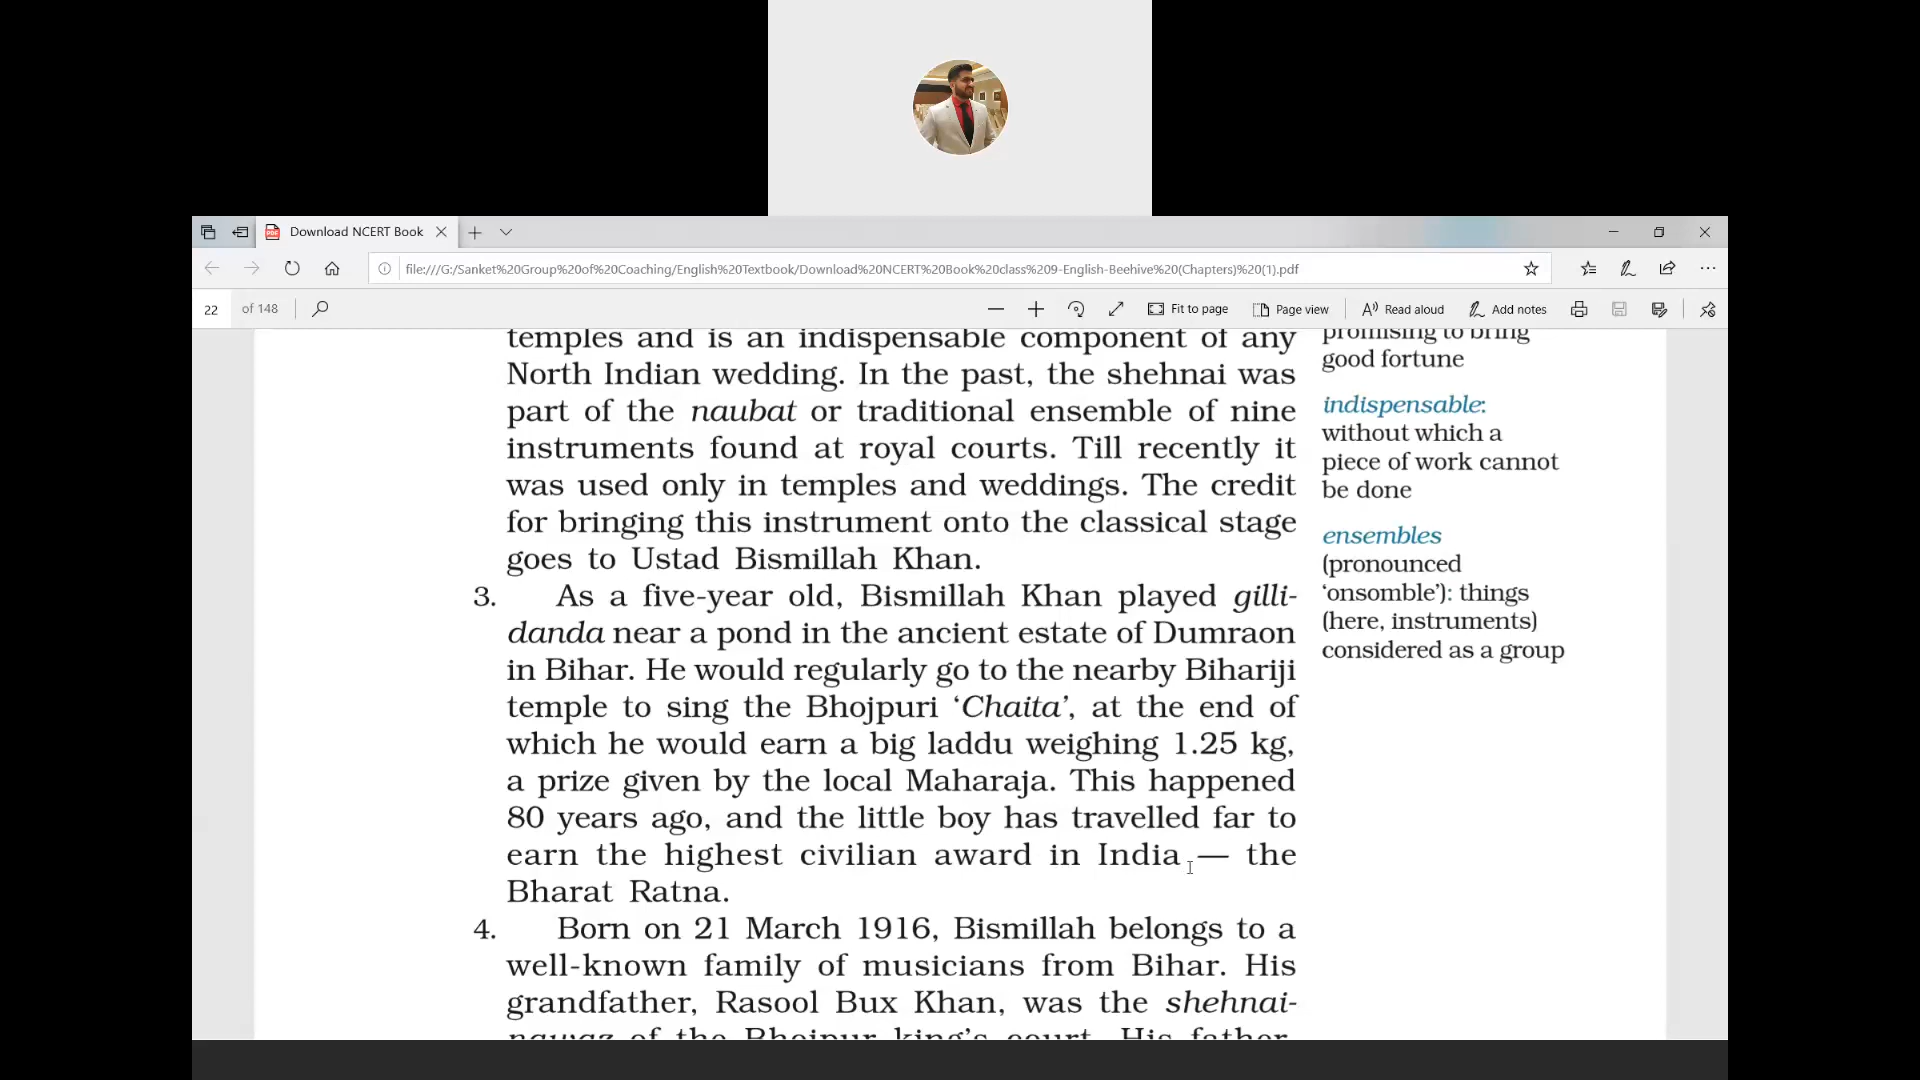 Download NCERT Book
file:///G:/Sanket%20Group%20of%20Coaching/English%20Textbook/Download%20NCERT%20Book%20class%209-English-Beehive%20(Chapters)%20(1).pdf
22 of 148
Fit to page
Page view
Read aloud
Add notes
temples and is an indispensable component of any
North Indian wedding. In the past, the shehnai was
part of the naubat or traditional ensemble of nine
instruments found at royal courts. Till recently it
was used only in temples and weddings. The credit
for bringing this instrument onto the classical stage
goes to Ustad Bismillah Khan.
3. As a five-year old, Bismillah Khan played gilli-
danda near a pond in the ancient estate of Dumraon
in Bihar. He would regularly go to the nearby Bihariji
temple to sing the Bhojpuri ‘Chaita’, at the end of
which he would earn a big laddu weighing 1.25 kg,
a prize given by the local Maharaja. This happened
80 years ago, and the little boy has travelled far to
earn the highest civilian award in India — the
Bharat Ratna.
4. Born on 21 March 1916, Bismillah belongs to a
well-known family of musicians from Bihar. His
grandfather, Rasool Bux Khan, was the shehnai-
nawaz of the Bhojpur king’s court. His father,
promising to bring
good fortune
indispensable:
without which a
piece of work cannot
be done
ensembles
(pronounced
‘onsomble’): things
(here, instruments)
considered as a group